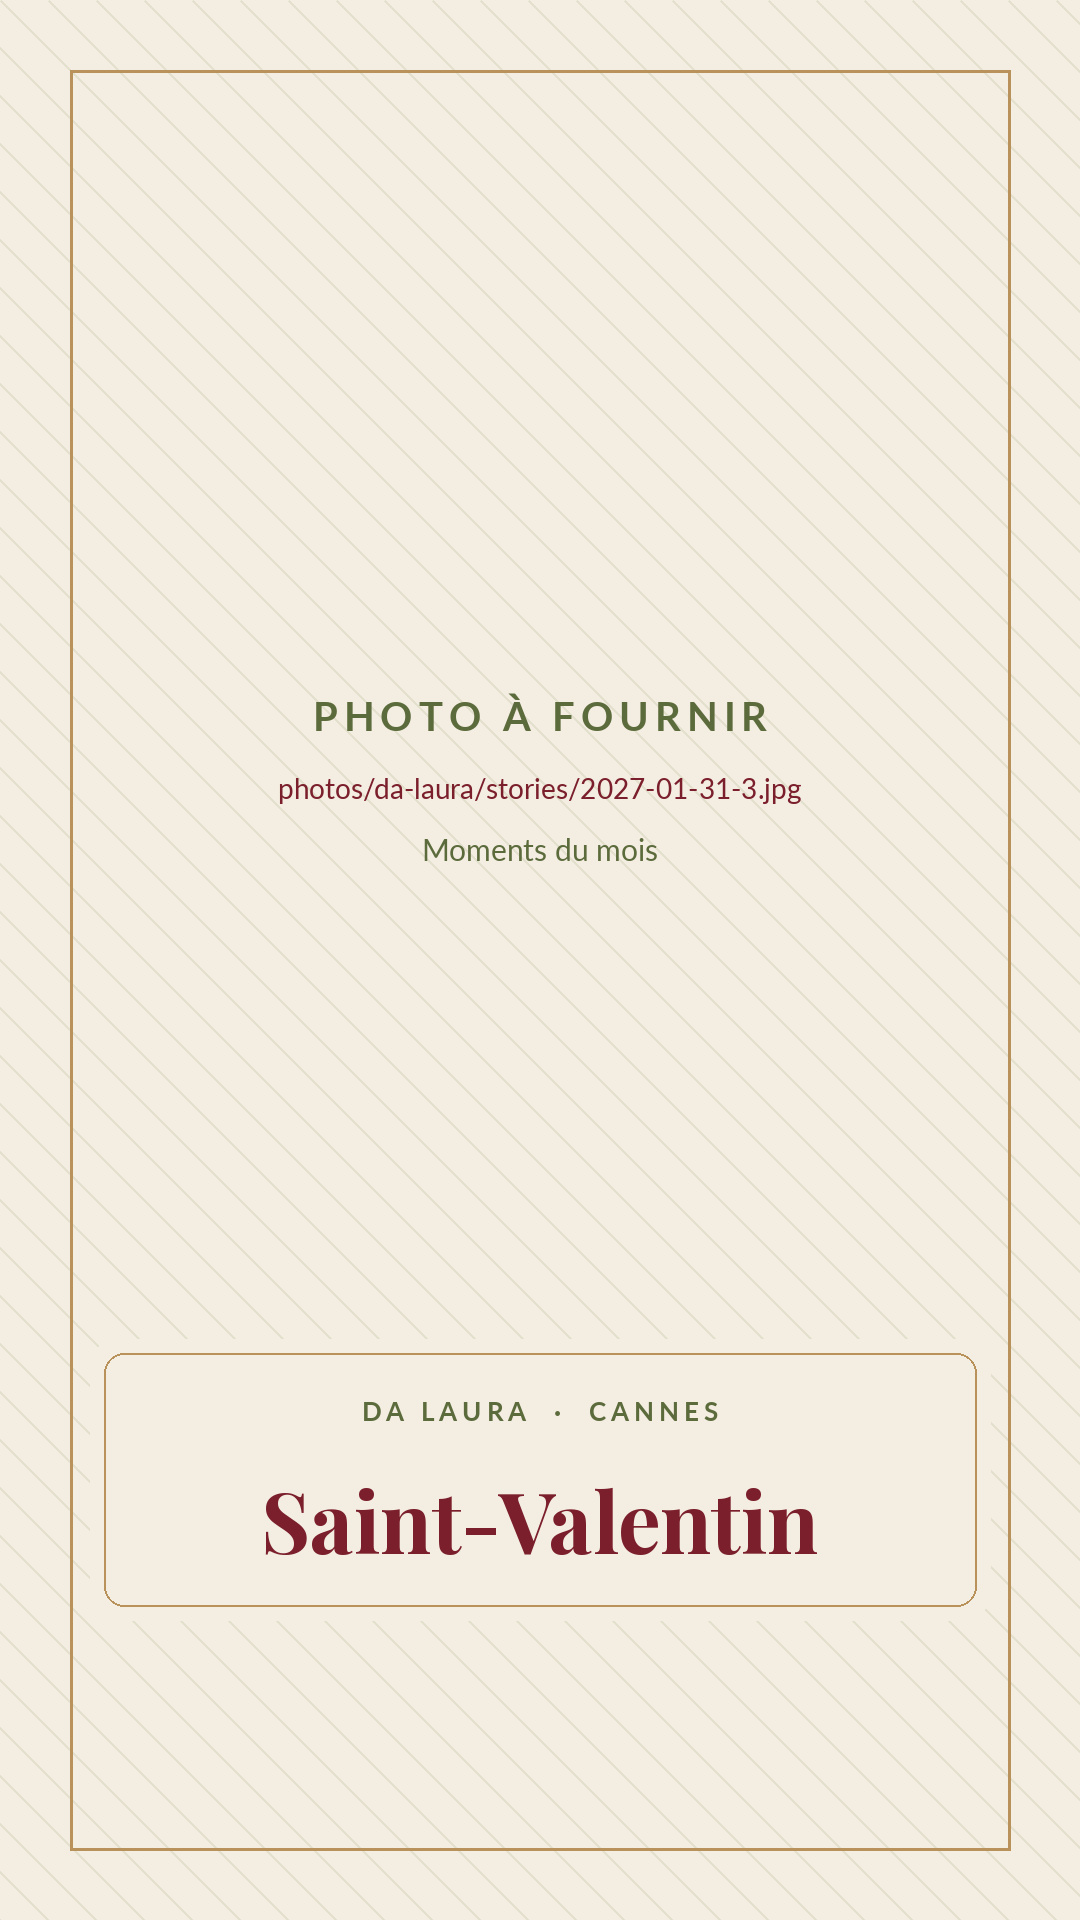 PHOTO À FOURNIR
photos/da-laura/stories/2027-01-31-3.jpg
Moments du mois
DA LAURA · CANNES
Saint-Valentin